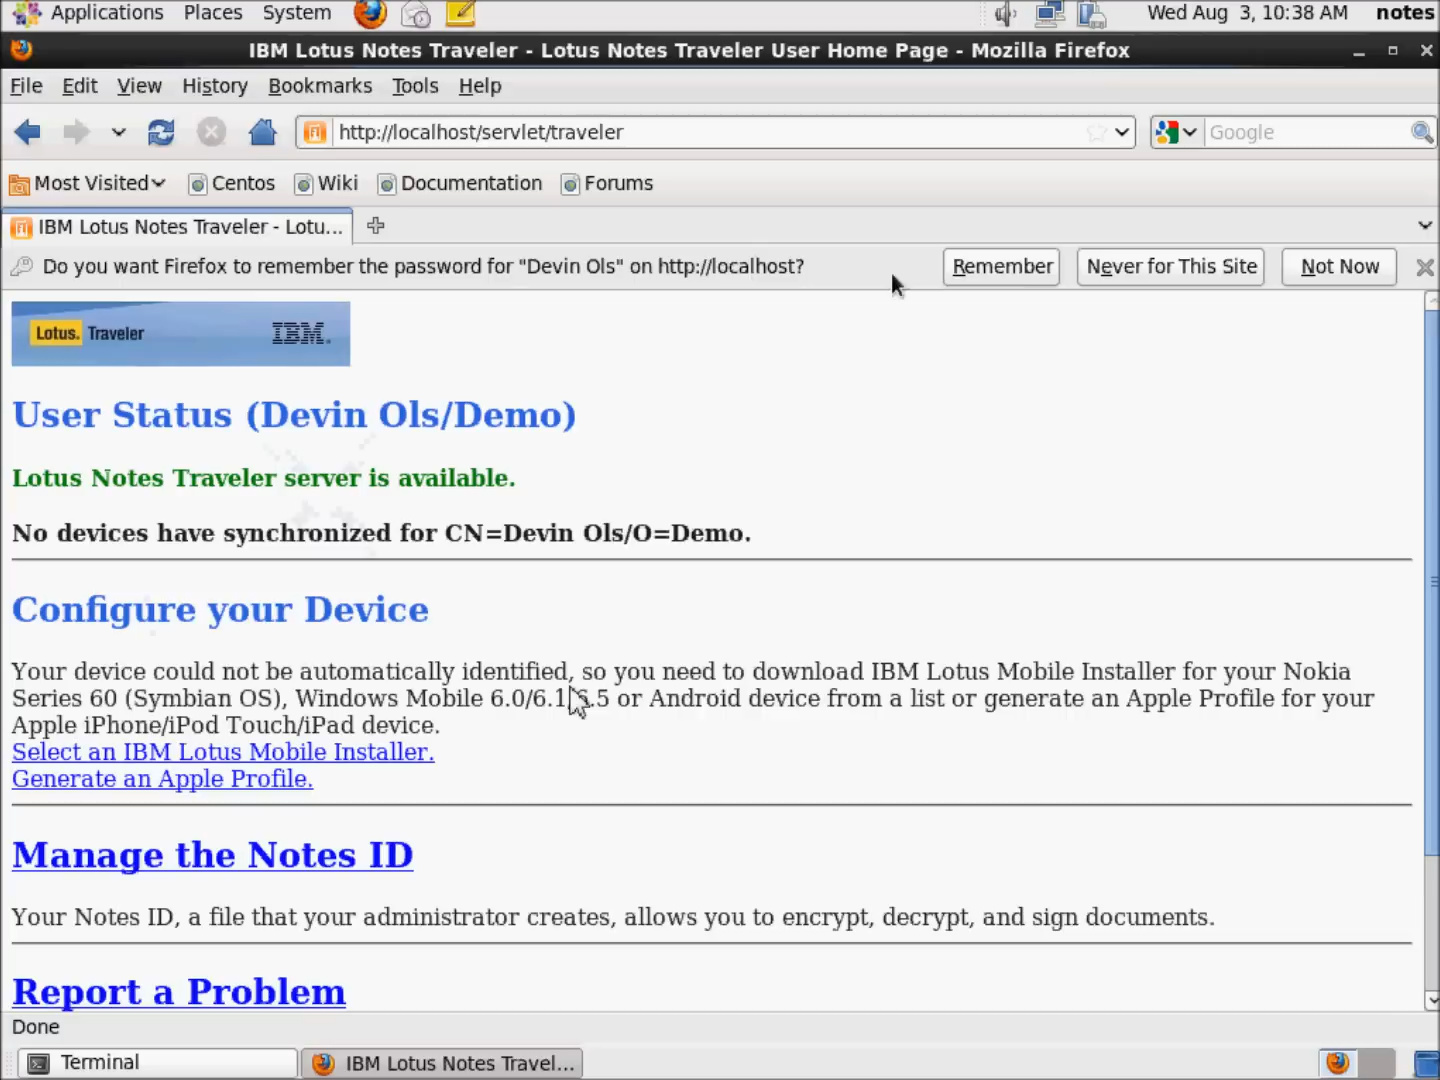 Applications Places System Wed Aug 3, 10:38 AM notes
IBM Lotus Notes Traveler - Lotus Notes Traveler User Home Page - Mozilla Firefox
File Edit View History Bookmarks Tools Help
http://localhost/servlet/traveler Google
Most Visited Centos Wiki Documentation Forums
IBM Lotus Notes Traveler - Lotu...
Do you want Firefox to remember the password for "Devin Ols" on http://localhost? Remember Never for This Site Not Now
Lotus. Traveler IBM.
User Status (Devin Ols/Demo)
Lotus Notes Traveler server is available.
No devices have synchronized for CN=Devin Ols/O=Demo.
Configure your Device
Your device could not be automatically identified, so you need to download IBM Lotus Mobile Installer for your Nokia
Series 60 (Symbian OS), Windows Mobile 6.0/6.1/6.5 or Android device from a list or generate an Apple Profile for your
Apple iPhone/iPod Touch/iPad device.
Select an IBM Lotus Mobile Installer.
Generate an Apple Profile.
Manage the Notes ID
Your Notes ID, a file that your administrator creates, allows you to encrypt, decrypt, and sign documents.
Report a Problem
Done
Terminal IBM Lotus Notes Travel...